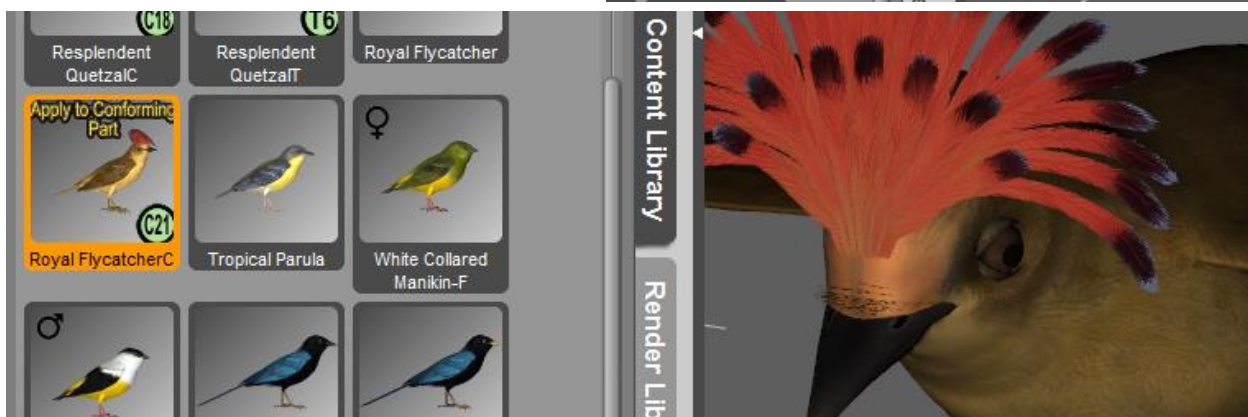 C18
T6
Resplendent
QuetzalC
Resplendent
QuetzalT
Royal Flycatcher
Apply to Conforming
Part
C21
Royal FlycatcherC
Tropical Parula
White Collared
Manikin-F
Content Library
Render Lib